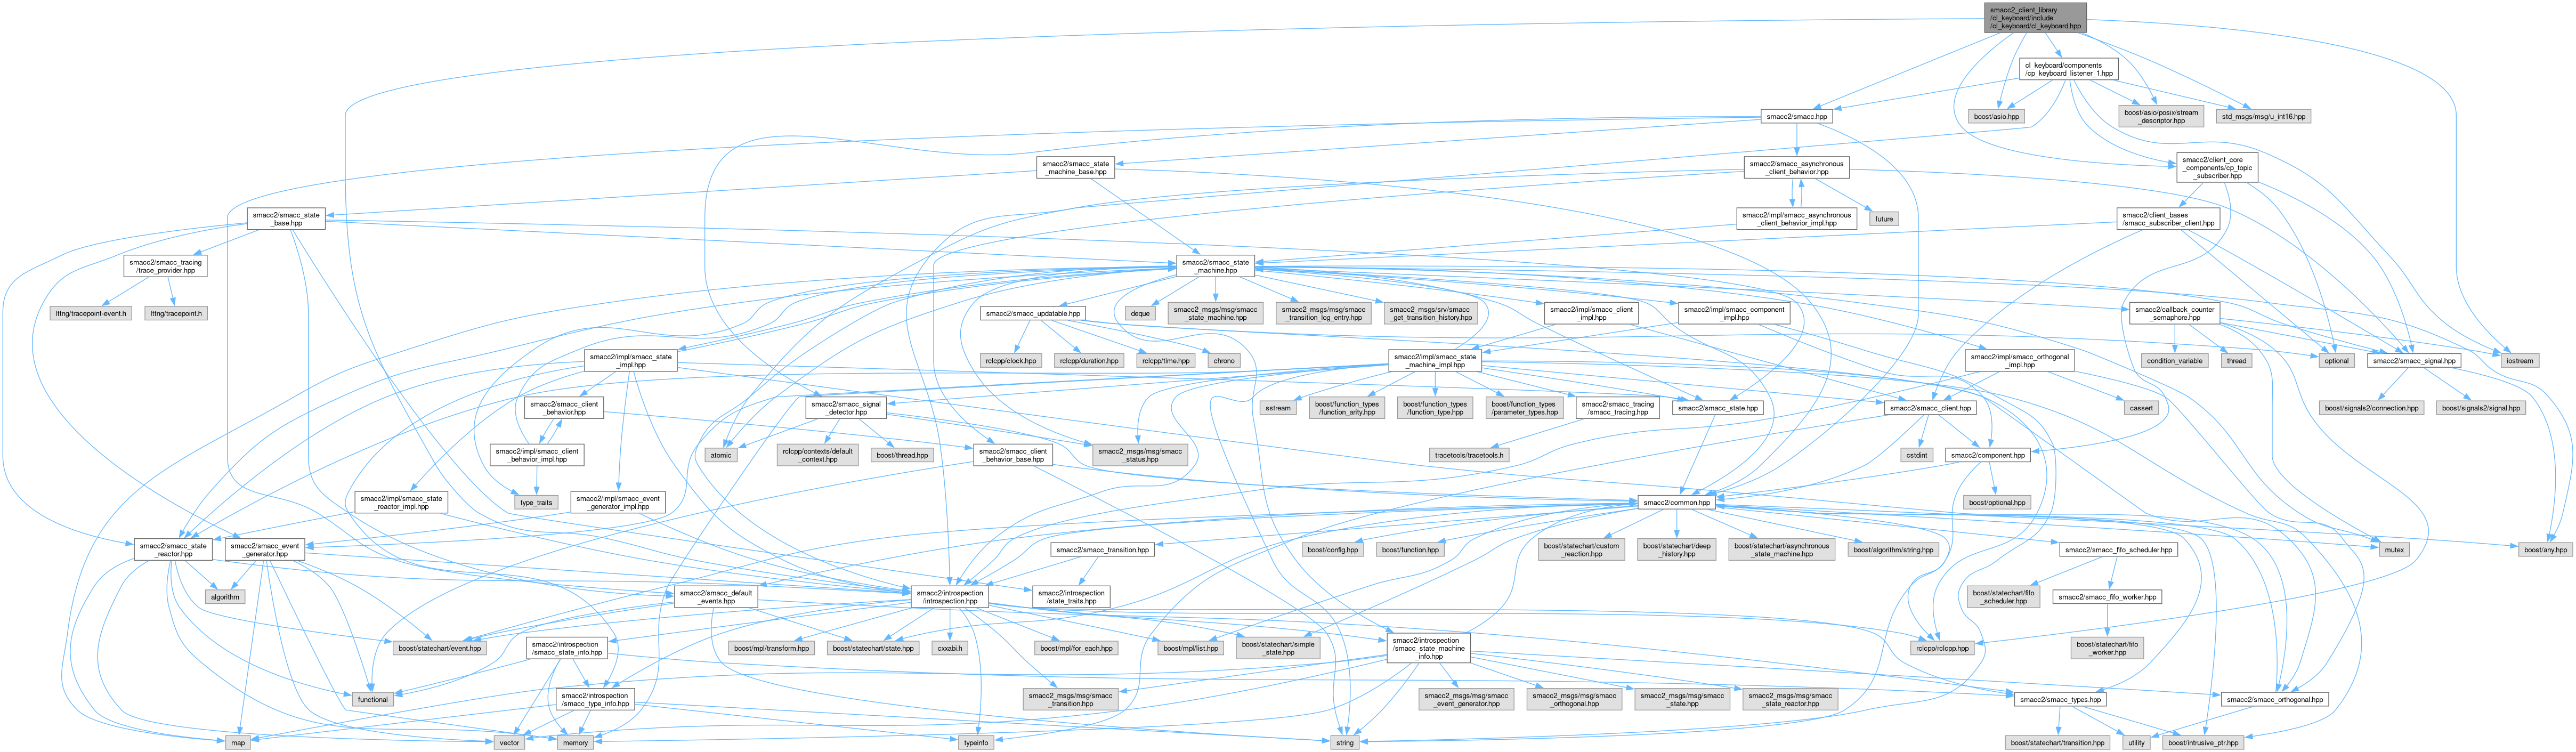 smacc2_client_library
/cl_keyboard/include
/cl_keyboard/cl_keyboard.hpp
cl_keyboard/components
/cp_keyboard_listener_1.hpp
smacc2/smacc.hpp
boost/asio.hpp
boost/asio/posix/stream
_descriptor.hpp
std_msgs/msg/u_int16.hpp
smacc2/smacc_state
_machine_base.hpp
smacc2/smacc_asynchronous
_client_behavior.hpp
smacc2/client_core
_components/cp_topic
_subscriber.hpp
smacc2/smacc_state
_base.hpp
smacc2/impl/smacc_asynchronous
_client_behavior_impl.hpp
future
smacc2/client_bases
/smacc_subscriber_client.hpp
smacc2/smacc_tracing
/trace_provider.hpp
smacc2/smacc_state
_machine.hpp
lttng/tracepoint-event.h
lttng/tracepoint.h
smacc2/smacc_updatable.hpp
deque
smacc2_msgs/msg/smacc
_state_machine.hpp
smacc2_msgs/msg/smacc
_transition_log_entry.hpp
smacc2_msgs/srv/smacc
_get_transition_history.hpp
smacc2/impl/smacc_client
_impl.hpp
smacc2/impl/smacc_component
_impl.hpp
smacc2/callback_counter
_semaphore.hpp
smacc2/impl/smacc_state
_impl.hpp
rclcpp/clock.hpp
rclcpp/duration.hpp
rclcpp/time.hpp
chrono
smacc2/impl/smacc_state
_machine_impl.hpp
smacc2/impl/smacc_orthogonal
_impl.hpp
condition_variable
thread
optional
smacc2/smacc_signal.hpp
iostream
smacc2/smacc_client
_behavior.hpp
smacc2/smacc_signal
_detector.hpp
sstream
boost/function_types
/function_arity.hpp
boost/function_types
/function_type.hpp
boost/function_types
/parameter_types.hpp
smacc2/smacc_tracing
/smacc_tracing.hpp
smacc2/smacc_state.hpp
smacc2/smacc_client.hpp
cassert
boost/signals2/connection.hpp
boost/signals2/signal.hpp
smacc2/impl/smacc_client
_behavior_impl.hpp
atomic
rclcpp/contexts/default
_context.hpp
boost/thread.hpp
smacc2/smacc_client
_behavior_base.hpp
smacc2_msgs/msg/smacc
_status.hpp
tracetools/tracetools.h
cstdint
smacc2/component.hpp
smacc2/impl/smacc_state
_reactor_impl.hpp
type_traits
smacc2/impl/smacc_event
_generator_impl.hpp
smacc2/common.hpp
boost/optional.hpp
smacc2/smacc_state
_reactor.hpp
smacc2/smacc_event
_generator.hpp
smacc2/smacc_transition.hpp
boost/config.hpp
boost/function.hpp
boost/statechart/custom
_reaction.hpp
boost/statechart/deep
_history.hpp
boost/statechart/asynchronous
_state_machine.hpp
boost/algorithm/string.hpp
smacc2/smacc_fifo_scheduler.hpp
mutex
boost/any.hpp
algorithm
smacc2/smacc_default
_events.hpp
smacc2/introspection
/introspection.hpp
smacc2/introspection
/state_traits.hpp
boost/statechart/fifo
_scheduler.hpp
smacc2/smacc_fifo_worker.hpp
boost/statechart/event.hpp
smacc2/introspection
/smacc_state_info.hpp
boost/mpl/transform.hpp
boost/statechart/state.hpp
cxxabi.h
boost/mpl/for_each.hpp
boost/mpl/list.hpp
boost/statechart/simple
_state.hpp
smacc2/introspection
/smacc_state_machine
_info.hpp
rclcpp/rclcpp.hpp
boost/statechart/fifo
_worker.hpp
functional
smacc2/introspection
/smacc_type_info.hpp
smacc2_msgs/msg/smacc
_transition.hpp
smacc2_msgs/msg/smacc
_event_generator.hpp
smacc2_msgs/msg/smacc
_orthogonal.hpp
smacc2_msgs/msg/smacc
_state.hpp
smacc2_msgs/msg/smacc
_state_reactor.hpp
smacc2/smacc_types.hpp
smacc2/smacc_orthogonal.hpp
map
vector
memory
typeinfo
string
boost/statechart/transition.hpp
utility
boost/intrusive_ptr.hpp